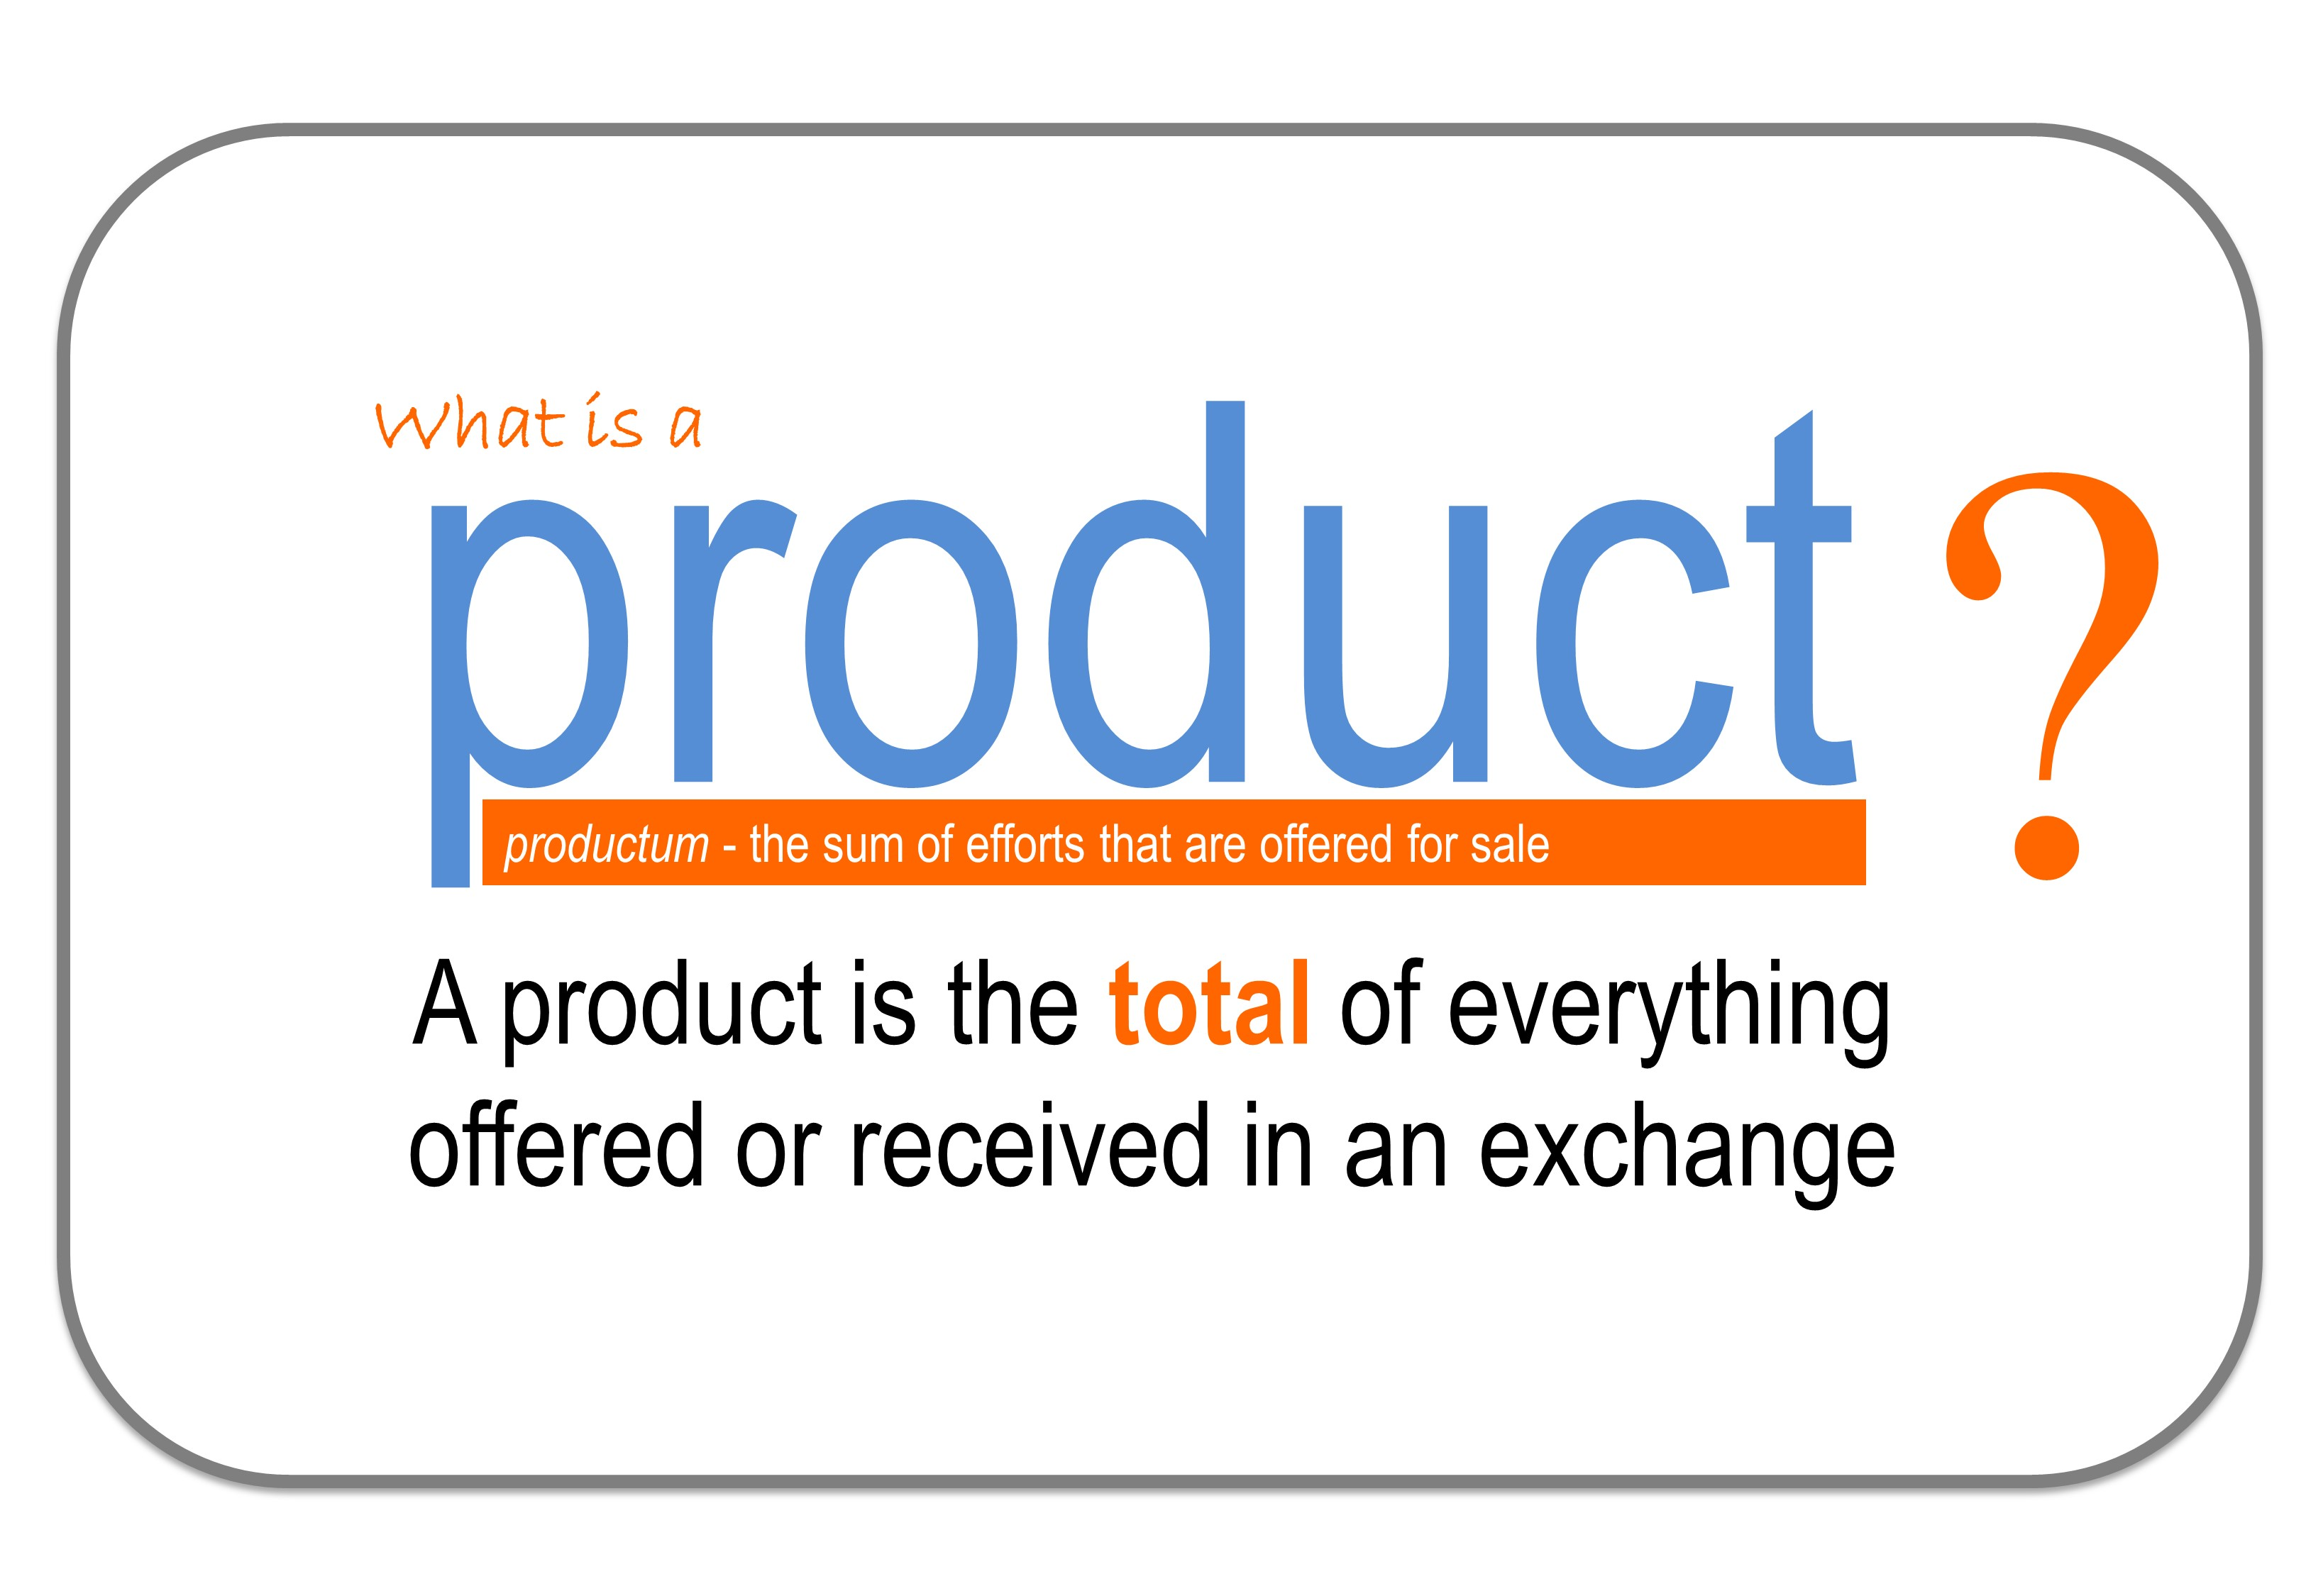 What is a
product?
productum - the sum of efforts that are offered for sale
A product is the total of everything
offered or received in an exchange